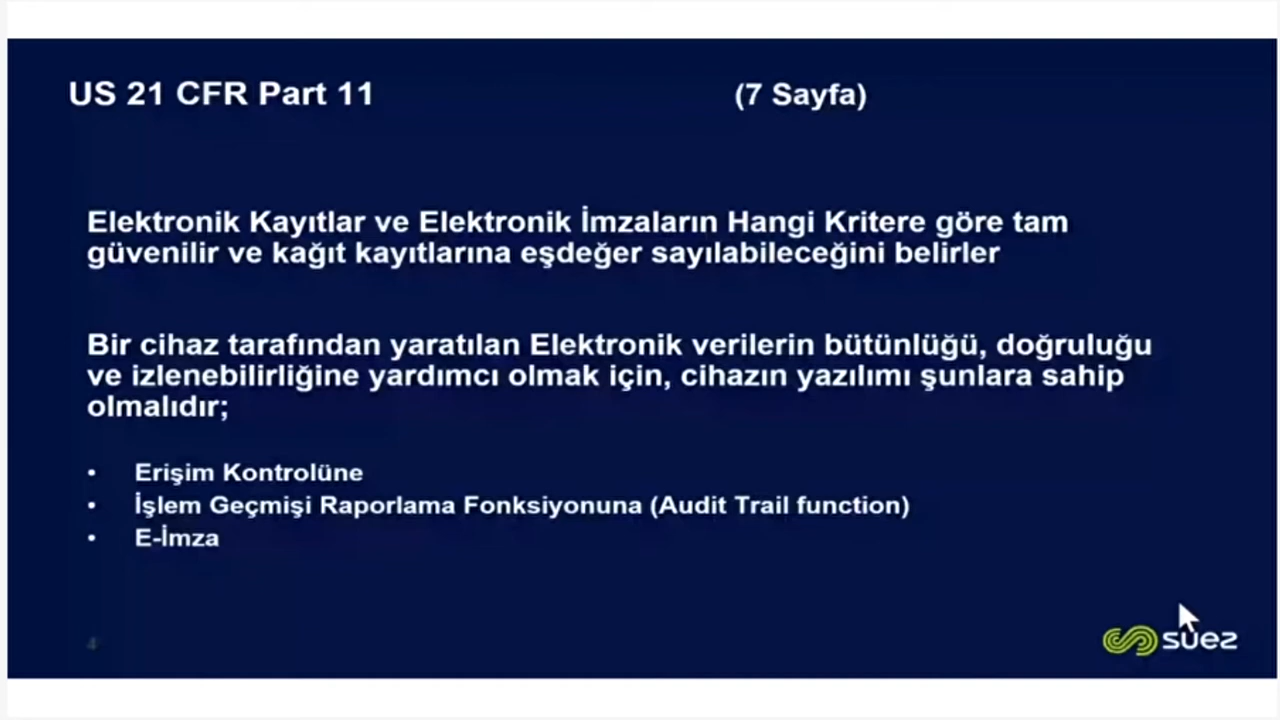 US 21 CFR Part 11 (7 Sayfa)
Elektronik Kayıtlar ve Elektronik İmzaların Hangi Kritere göre tam
güvenilir ve kağıt kayıtlarına eşdeğer sayılabileceğini belirler
Bir cihaz tarafından yaratılan Elektronik verilerin bütünlüğü, doğruluğu
ve izlenebilirliğine yardımcı olmak için, cihazın yazılımı şunlara sahip
olmalıdır;
• Erişim Kontrolüne
• İşlem Geçmişi Raporlama Fonksiyonuna (Audit Trail function)
• E-İmza
4
suez